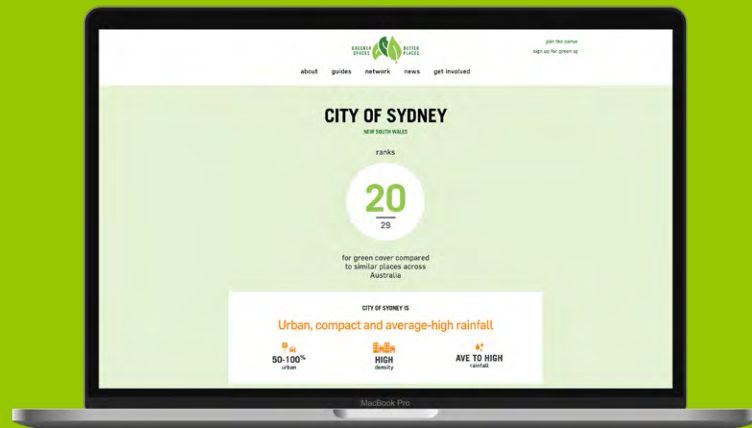 GREENER SPACES BETTER PLACES
join the movement
sign up for green up
about guides network news get involved
CITY OF SYDNEY
NEW SOUTH WALES
ranks
20
29
for green cover compared
to similar places across
Australia
CITY OF SYDNEY IS
Urban, compact and average-high rainfall
50-100%
urban
HIGH
density
AVE TO HIGH
rainfall
MacBook Pro